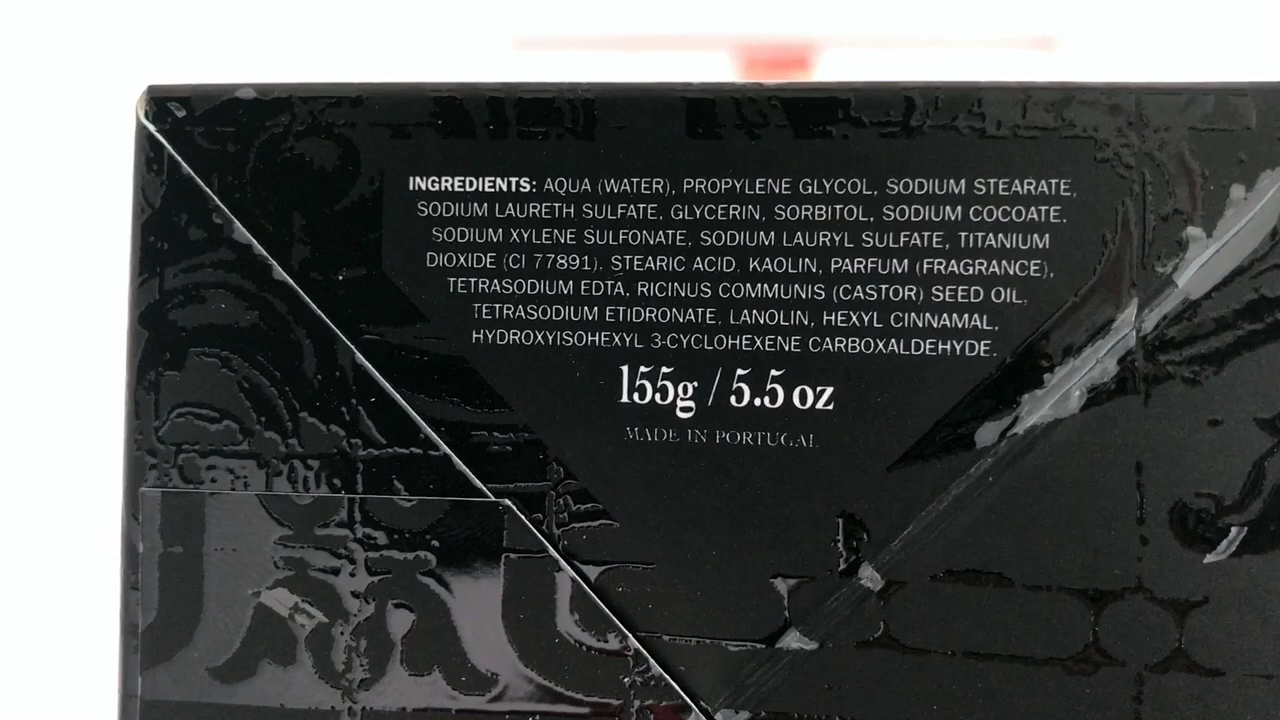 INGREDIENTS: AQUA (WATER), PROPYLENE GLYCOL, SODIUM STEARATE,
SODIUM LAURETH SULFATE, GLYCERIN, SORBITOL, SODIUM COCOATE,
SODIUM XYLENE SULFONATE, SODIUM LAURYL SULFATE, TITANIUM
DIOXIDE (CI 77891), STEARIC ACID, KAOLIN, PARFUM (FRAGRANCE),
TETRASODIUM EDTA, RICINUS COMMUNIS (CASTOR) SEED OIL,
TETRASODIUM ETIDRONATE, LANOLIN, HEXYL CINNAMAL,
HYDROXYISOHEXYL 3-CYCLOHEXENE CARBOXALDEHYDE.
155g / 5.5 oz
MADE IN PORTUGAL